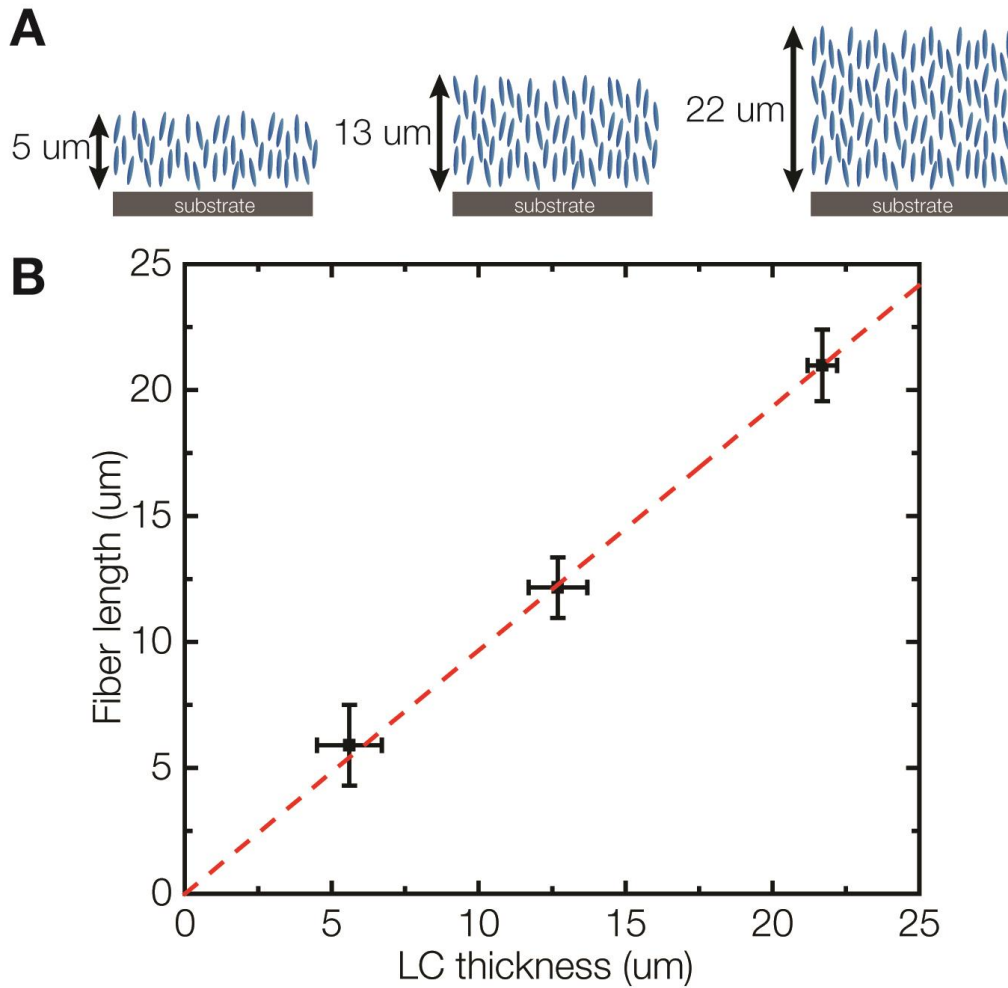 A
5 um
13 um
22 um
substrate
substrate
substrate
B
25
20
15
10
5
0
Fiber length (um)
0 5 10 15 20 25
LC thickness (um)